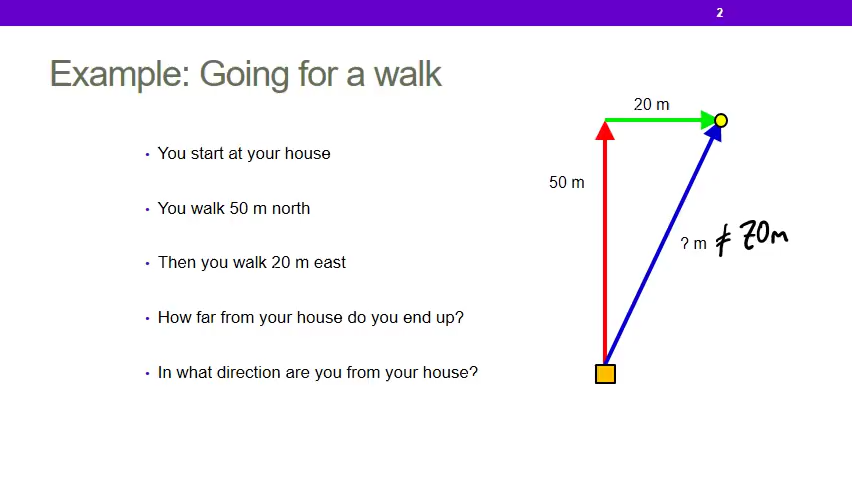 2
Example: Going for a walk
• You start at your house
• You walk 50 m north
• Then you walk 20 m east
• How far from your house do you end up?
• In what direction are you from your house?
20 m
50 m
? m ≠ 70m